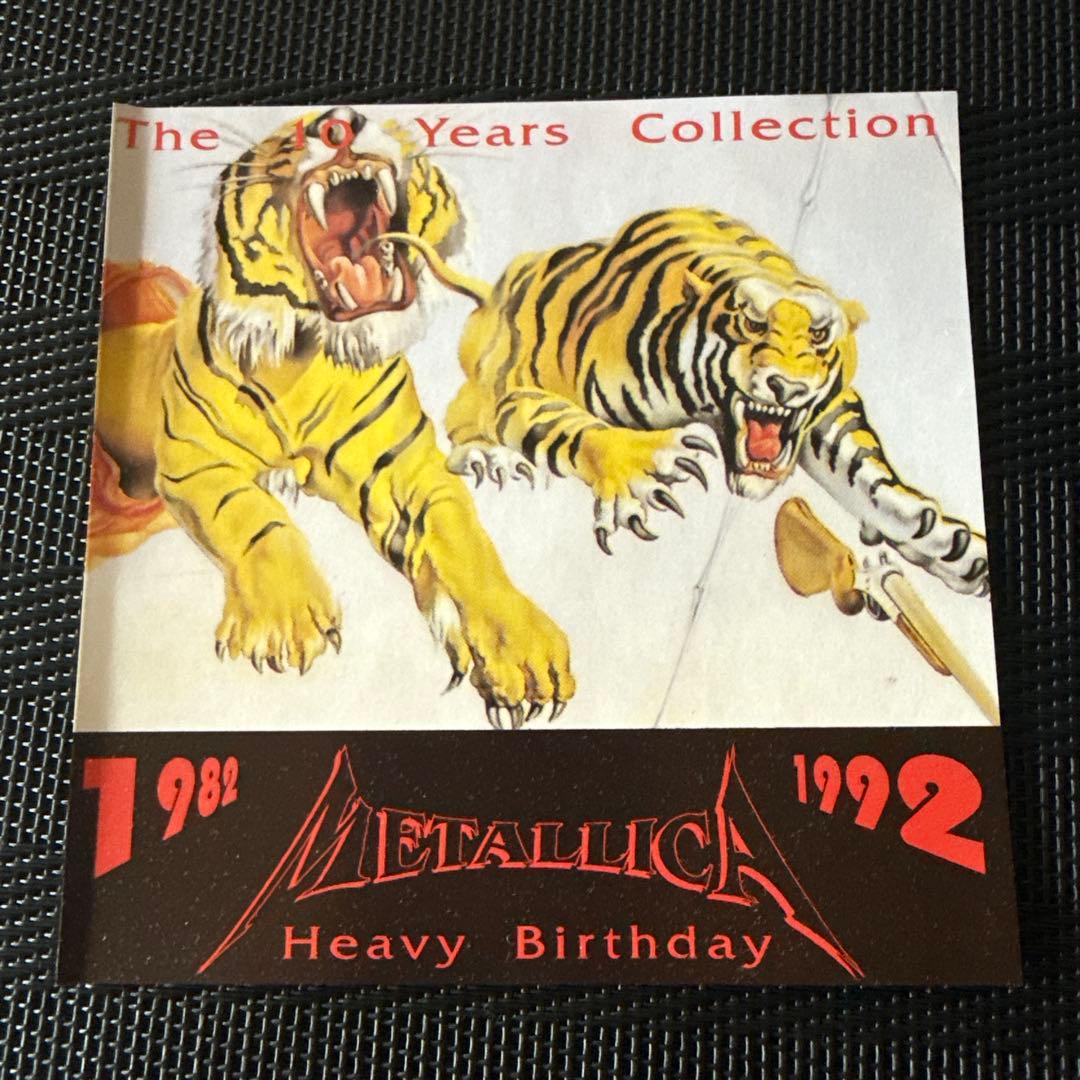 The 10 Years Collection
1982 METALLICA 1992
Heavy Birthday